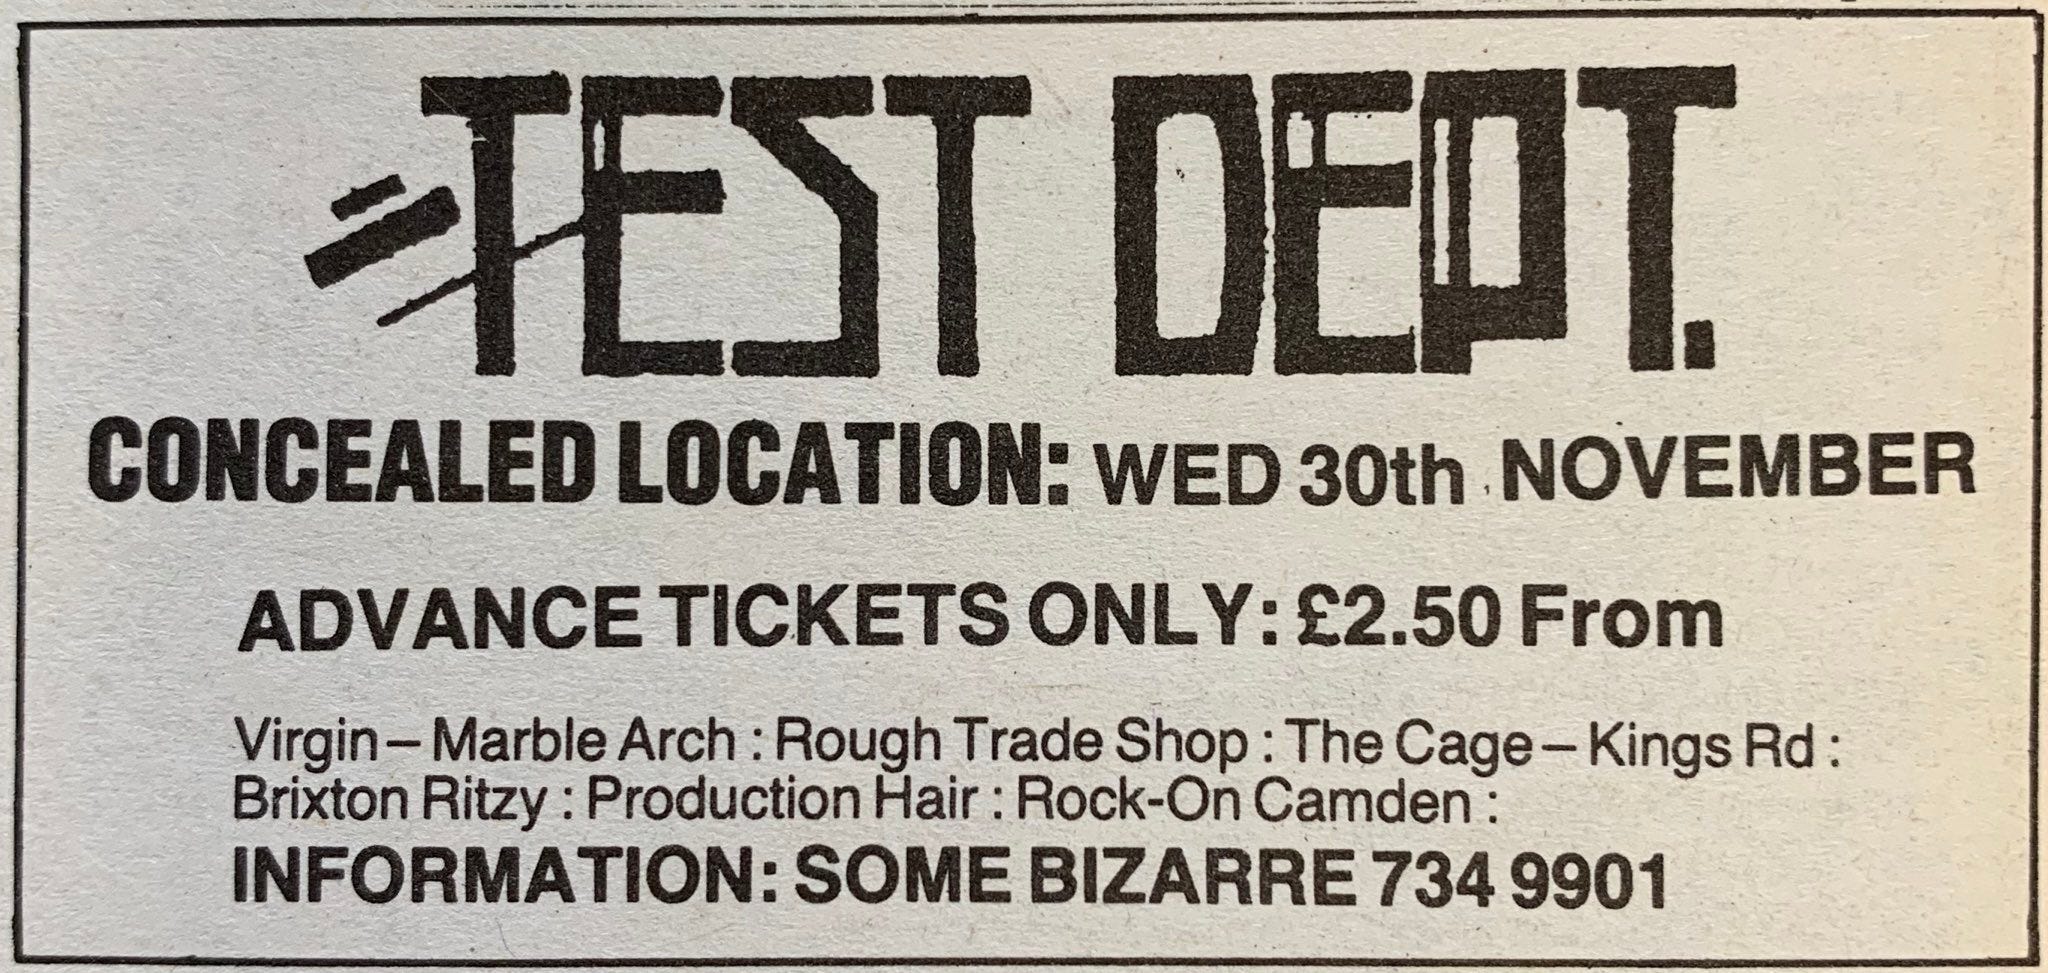 TEST DEPT.
CONCEALED LOCATION: WED 30th NOVEMBER
ADVANCE TICKETS ONLY: £2.50 From
Virgin – Marble Arch : Rough Trade Shop : The Cage – Kings Rd :
Brixton Ritzy : Production Hair : Rock-On Camden :
INFORMATION: SOME BIZARRE 734 9901